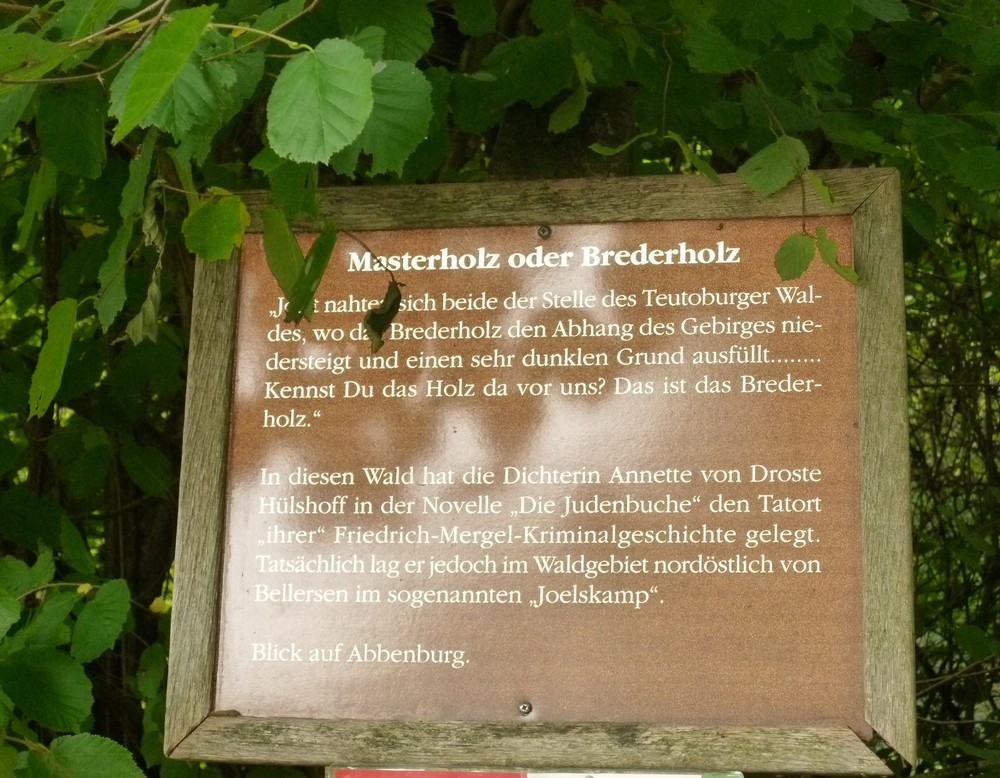 Masterholz oder Brederholz
„Jetzt nahten sich beide der Stelle des Teutoburger Wal-
des, wo das Brederholz den Abhang des Gebirges nie-
dersteigt und einen sehr dunklen Grund ausfüllt........
Kennst Du das Holz da vor uns? Das ist das Breder-
holz.“
In diesen Wald hat die Dichterin Annette von Droste
Hülshoff in der Novelle „Die Judenbuche“ den Tatort
„ihrer“ Friedrich-Mergel-Kriminalgeschichte gelegt.
Tatsächlich lag er jedoch im Waldgebiet nordöstlich von
Bellersen im sogenannten „Joelskamp“.
Blick auf Abbenburg.